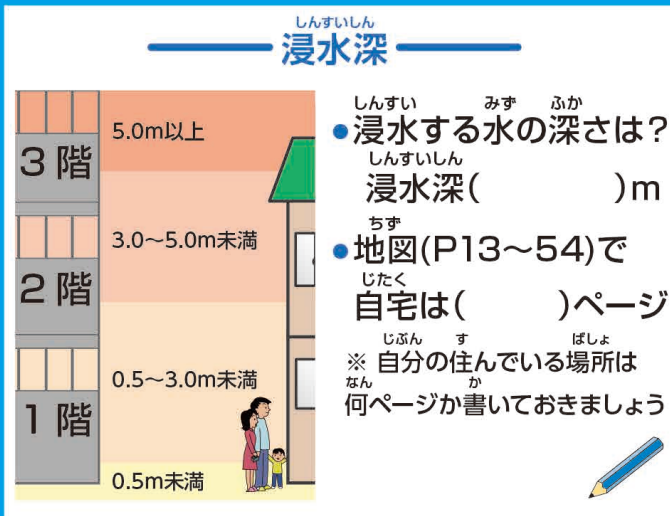 しんすいしん
浸水深
5.0m以上
3階
3.0～5.0m未満
2階
0.5～3.0m未満
1階
0.5m未満
しんすい みず ふか
●浸水する水の深さは？
しんすいしん
浸水深( )m
ちず
●地図(P13～54)で
じたく
自宅は( )ページ
じぶん す ばしょ
※ 自分の住んでいる場所は
なん か
何ページか書いておきましょう